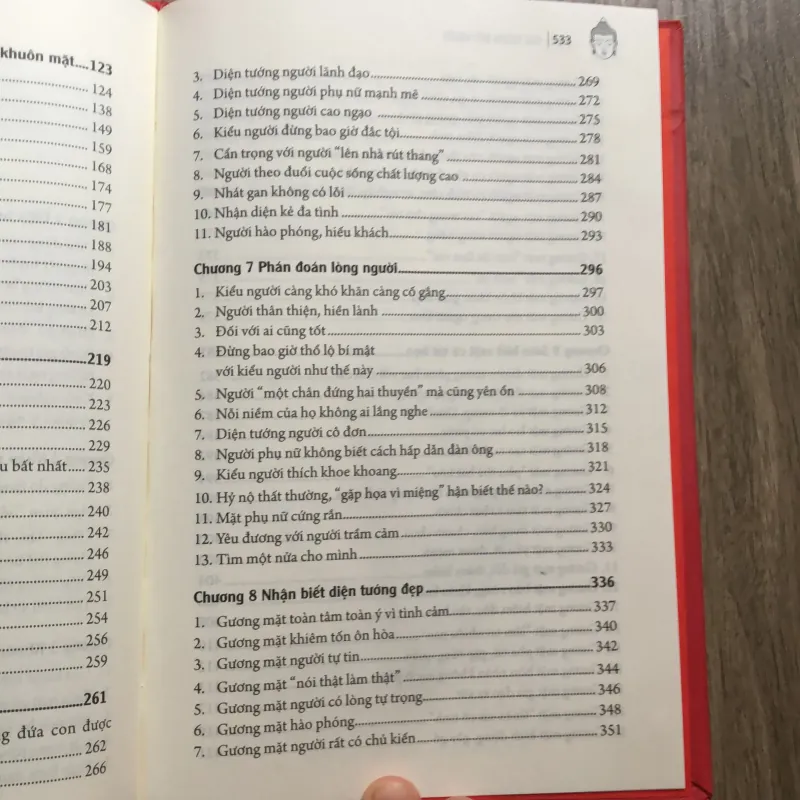 khuôn mặt....123
124
138
149
159
168
174
177
181
188
194
203
207
212
219
220
223
226
229
u bất nhất.....235
238
240
242
246
249
251
254
256
259
261
g đứa con được
262
266
533
3. Diện tướng người lãnh đạo 269
4. Diện tướng người phụ nữ mạnh mẽ 272
5. Diện tướng người cao ngạo 275
6. Kiểu người đừng bao giờ đắc tội 278
7. Cẩn trọng với người "lên nhà rút thang" 281
8. Người theo đuổi cuộc sống chất lượng cao 284
9. Nhát gan không có lỗi 287
10. Nhận diện kẻ đa tình 290
11. Người hào phóng, hiếu khách 293
Chương 7 Phán đoán lòng người 296
1. Kiểu người càng khó khăn càng cố gắng 297
2. Người thân thiện, hiền lành 300
3. Đối với ai cũng tốt 303
4. Đừng bao giờ thổ lộ bí mật
với kiểu người như thế này 306
5. Người "một chân đứng hai thuyền" mà cũng yên ổn 308
6. Nỗi niềm của họ không ai lắng nghe 312
7. Diện tướng người cô đơn 315
8. Người phụ nữ không biết cách hấp dẫn đàn ông 318
9. Kiểu người thích khoe khoang 321
10. Hỷ nộ thất thường, "gặp họa vì miệng" hận biết thế nào? 324
11. Mặt phụ nữ cứng rắn 327
12. Yêu đương với người trầm cảm 330
13. Tìm một nửa cho mình 333
Chương 8 Nhận biết diện tướng đẹp 336
1. Gương mặt toàn tâm toàn ý vì tình cảm 337
2. Gương mặt khiêm tốn ôn hòa 340
3. Gương mặt người tự tin 342
4. Gương mặt "nói thật làm thật" 344
5. Gương mặt người có lòng tự trọng 346
6. Gương mặt hào phóng 348
7. Gương mặt người rất có chủ kiến 351